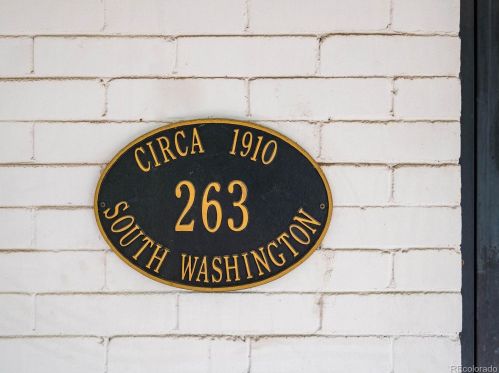 CIRCA 1910
263
SOUTH WASHINGTON
REcolorado